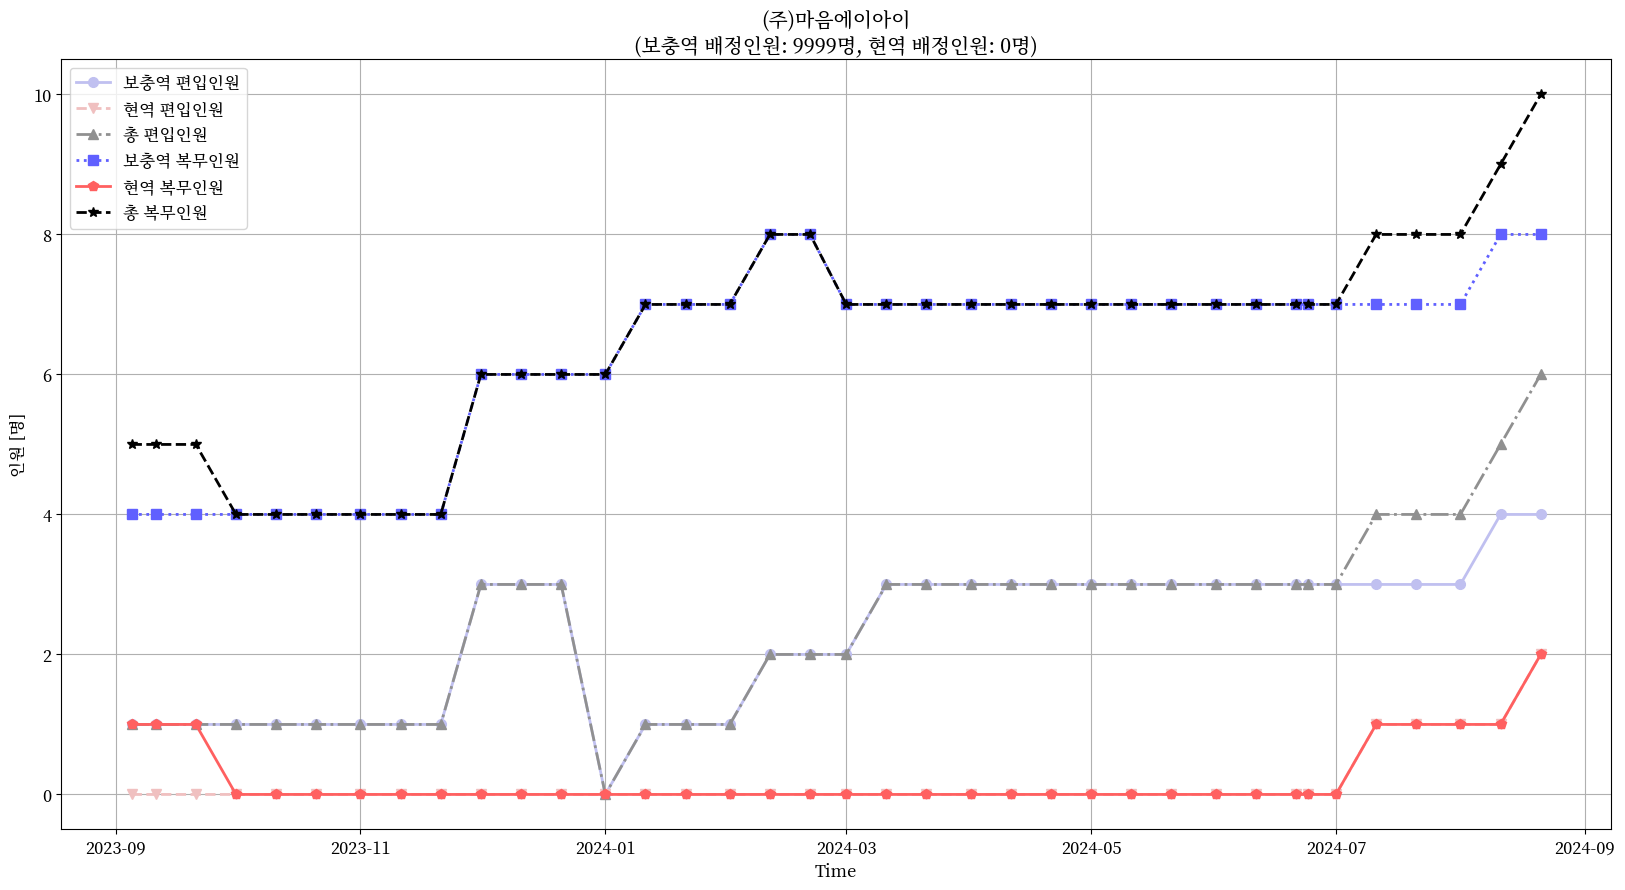 (주)마음에이아이
(보충역 배정인원: 9999명, 현역 배정인원: 0명)
보충역 편입인원
현역 편입인원
총 편입인원
보충역 복무인원
현역 복무인원
총 복무인원
10
8
6
4
2
0
인원 [명]
2023-09
2023-11
2024-01
2024-03
2024-05
2024-07
2024-09
Time